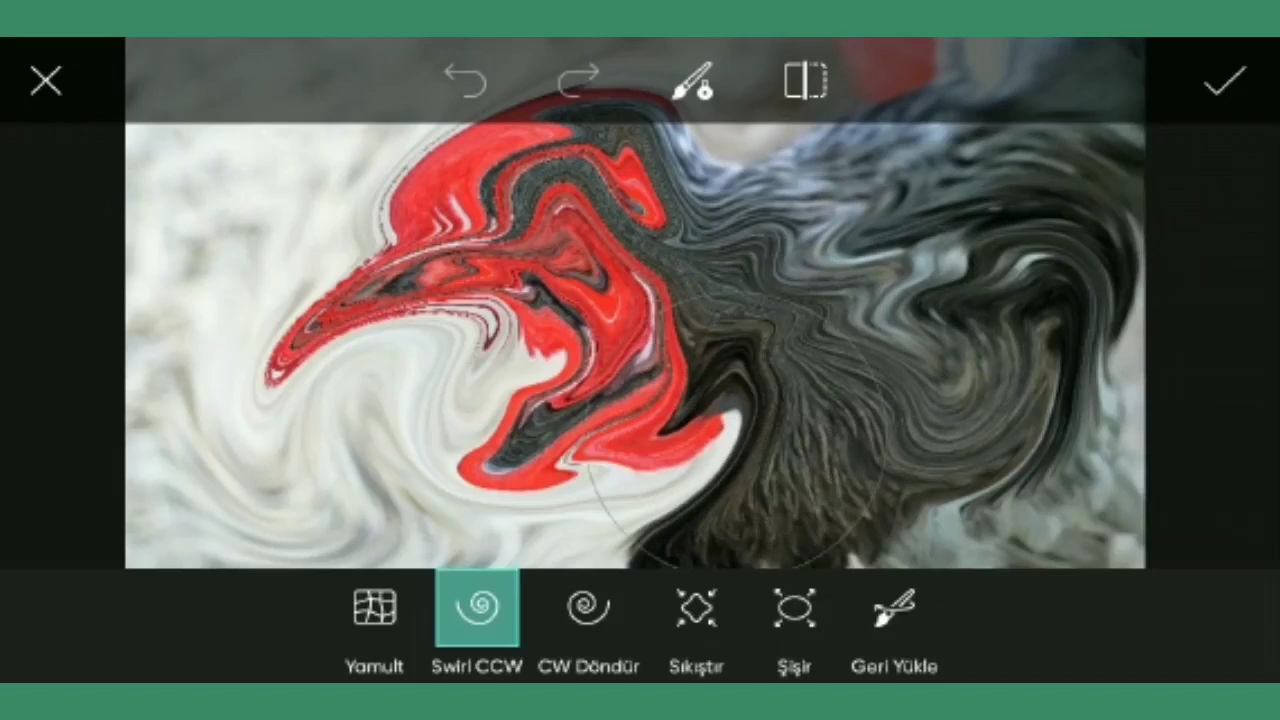 Yamult
Swirl CCW
CW Döndür
Sıkıştır
Şişir
Geri Yükle